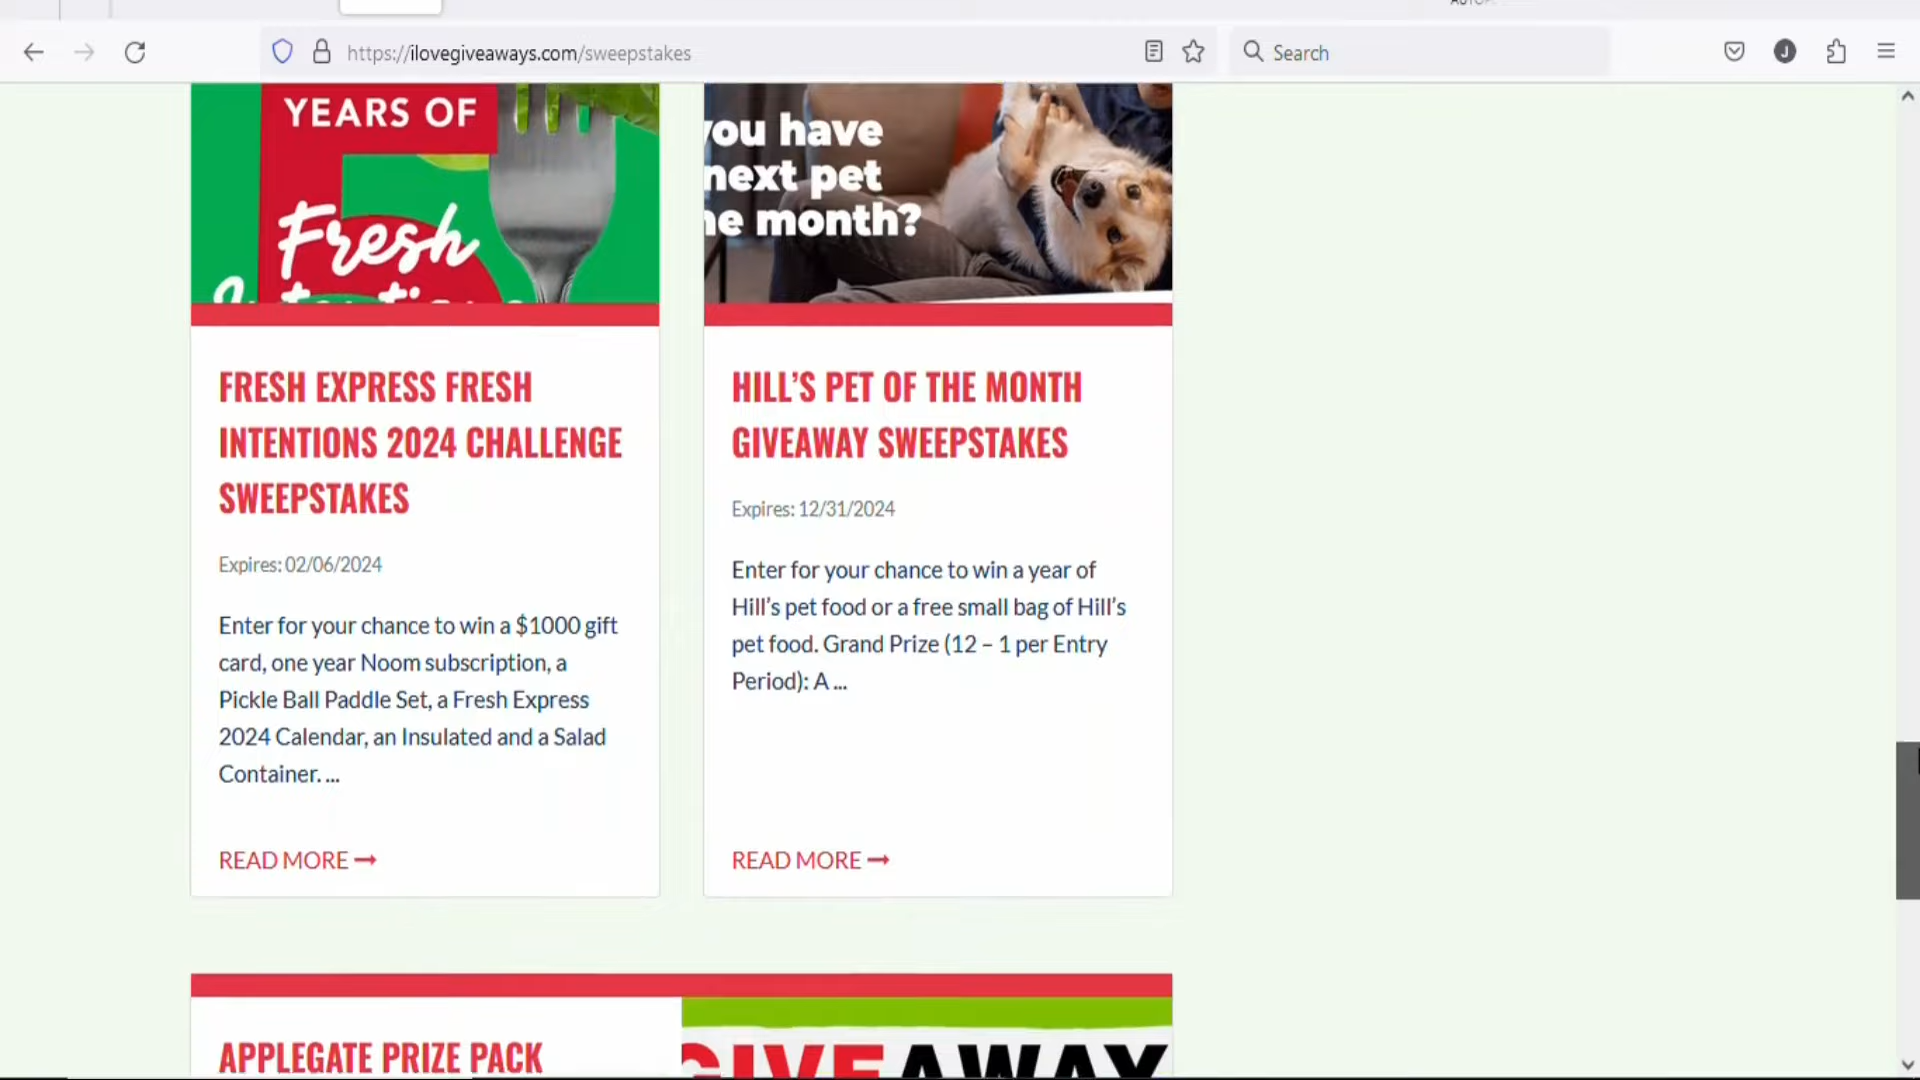 https://ilovegiveaways.com/sweepstakes
Search
J
YEARS OF
Fresh
you have
next pet
he month?
FRESH EXPRESS FRESH
INTENTIONS 2024 CHALLENGE
SWEEPSTAKES
Expires: 02/06/2024
Enter for your chance to win a $1000 gift
card, one year Noom subscription, a
Pickle Ball Paddle Set, a Fresh Express
2024 Calendar, an Insulated and a Salad
Container. ...
READ MORE
HILL’S PET OF THE MONTH
GIVEAWAY SWEEPSTAKES
Expires: 12/31/2024
Enter for your chance to win a year of
Hill’s pet food or a free small bag of Hill’s
pet food. Grand Prize (12 – 1 per Entry
Period): A ...
READ MORE
APPLEGATE PRIZE PACK
GIVEAWAY